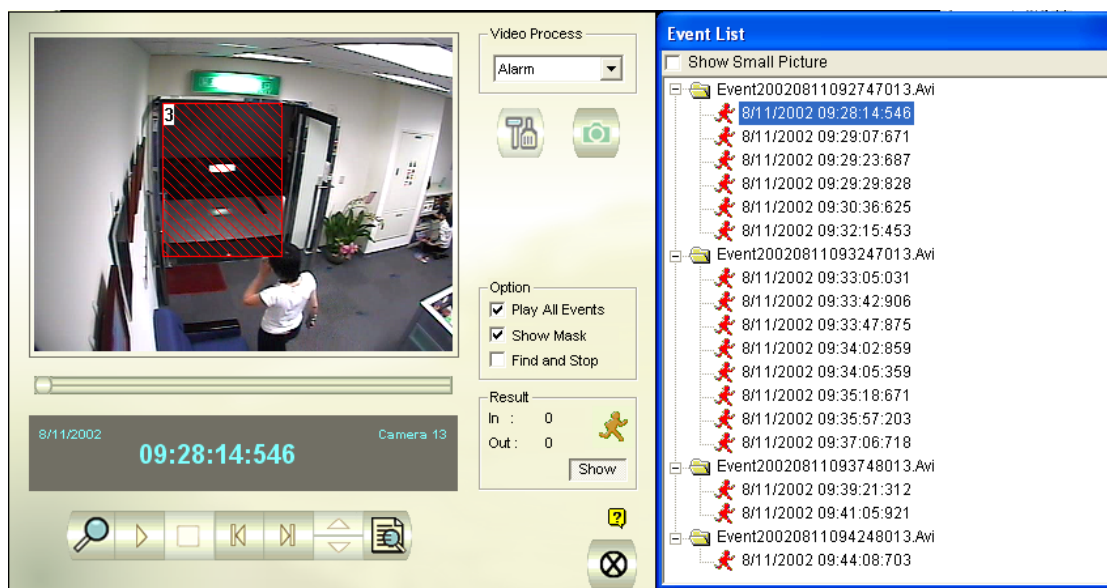 Video Process
Alarm
3
Option
Play All Events
Show Mask
Find and Stop
Result
In : 0
Out : 0
Show
8/11/2002
Camera 13
09:28:14:546
?
Event List
Show Small Picture
Event20020811092747013.Avi
8/11/2002 09:28:14:546
8/11/2002 09:29:07:671
8/11/2002 09:29:23:687
8/11/2002 09:29:29:828
8/11/2002 09:30:36:625
8/11/2002 09:32:15:453
Event20020811093247013.Avi
8/11/2002 09:33:05:031
8/11/2002 09:33:42:906
8/11/2002 09:33:47:875
8/11/2002 09:34:02:859
8/11/2002 09:34:05:359
8/11/2002 09:35:18:671
8/11/2002 09:35:57:203
8/11/2002 09:37:06:718
Event20020811093748013.Avi
8/11/2002 09:39:21:312
8/11/2002 09:41:05:921
Event20020811094248013.Avi
8/11/2002 09:44:08:703